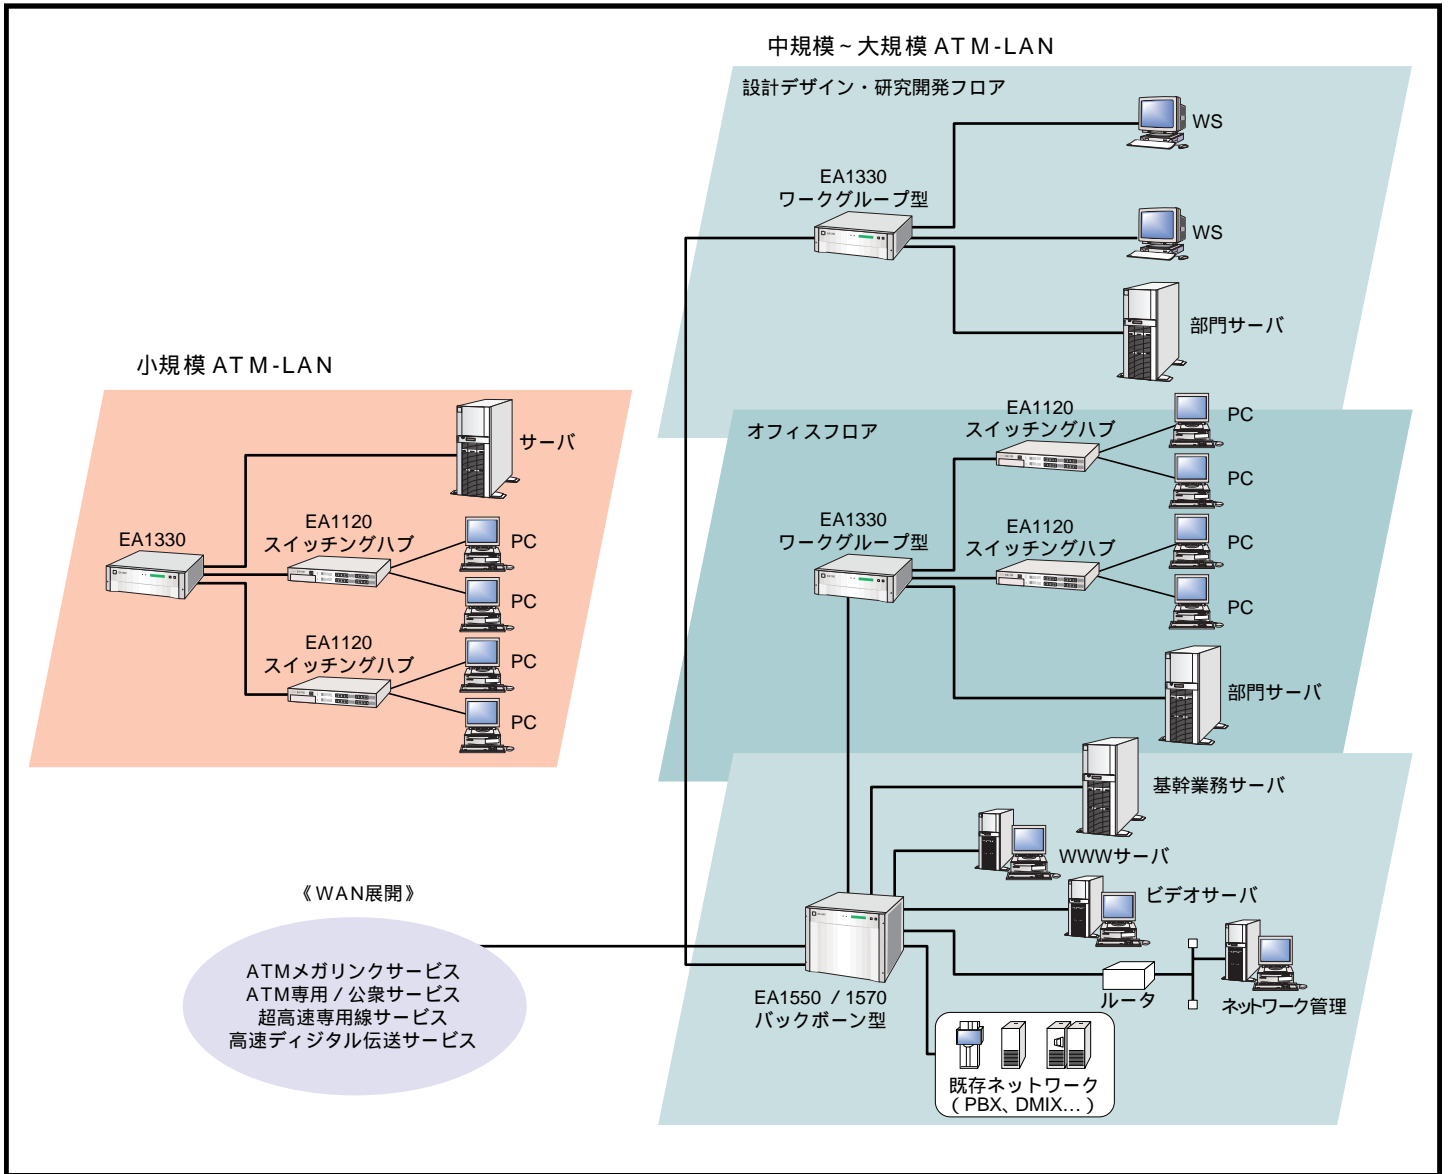 中規模~大規模 ATM-LAN
設計デザイン・研究開発フロア
WS
EA1330
ワークグループ型
WS
部門サーバ
小規模 ATM-LAN
サーバ
EA1330
EA1120
スイッチングハブ
PC
PC
EA1120
スイッチングハブ
PC
PC
オフィスフロア
EA1120
スイッチングハブ
PC
PC
EA1330
ワークグループ型
EA1120
スイッチングハブ
PC
PC
部門サーバ
基幹業務サーバ
WWWサーバ
ビデオサーバ
EA1550 / 1570
バックボーン型
ルータ
ネットワーク管理
既存ネットワーク
(PBX、DMIX…)
《WAN展開》
ATMメガリンクサービス
ATM専用/公衆サービス
超高速専用線サービス
高速ディジタル伝送サービス